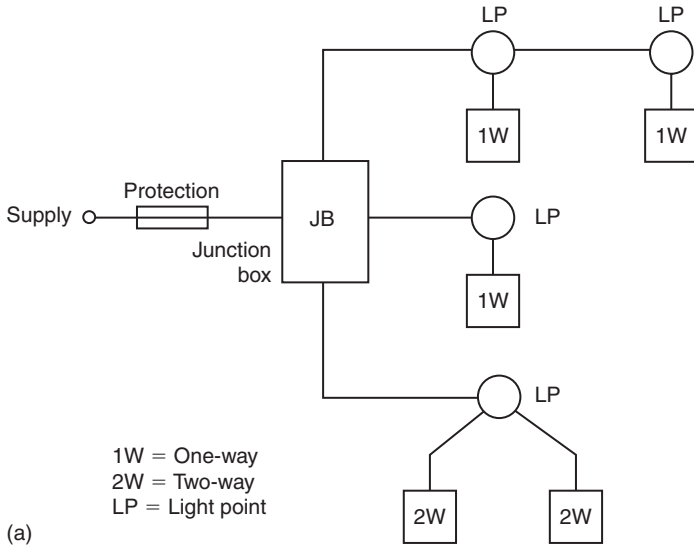 LP
LP
1W
1W
Protection
Supply
JB
LP
Junction
box
1W
LP
1W = One-way
2W = Two-way
LP = Light point
2W
2W
(a)